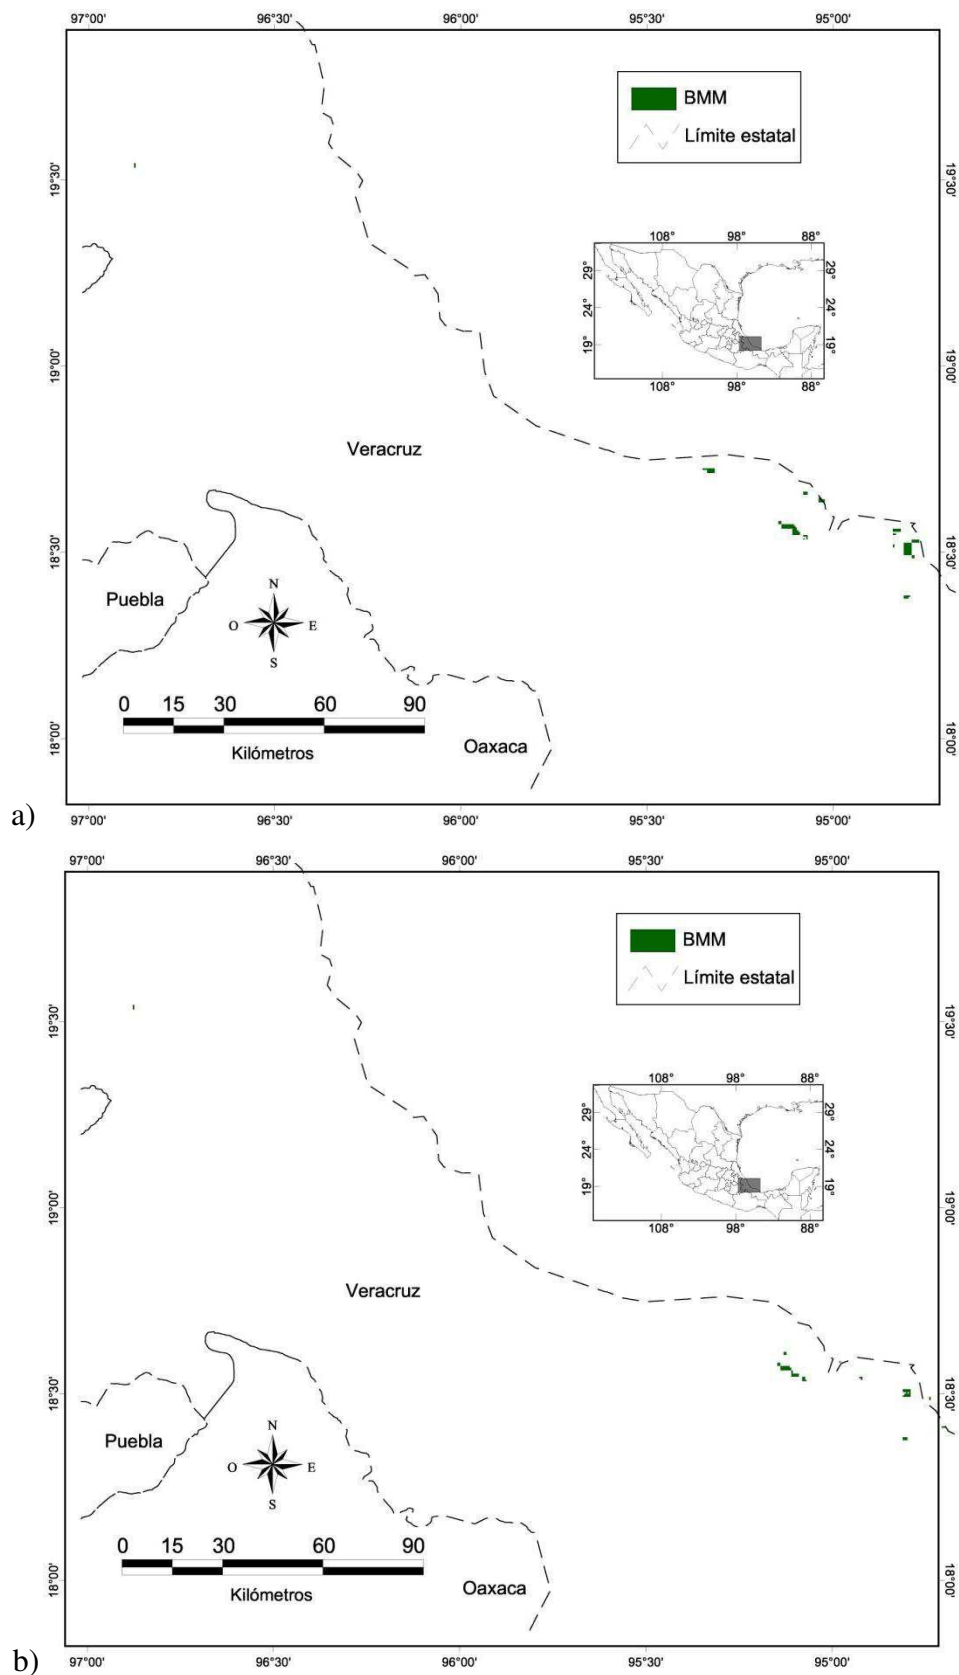 97°00' 96°30' 96°00' 95°30' 95°00'
BMM
Límite estatal
19°30' 19°30'
108° 98° 88°
29° 29°
24° 24°
19° 19°
108° 98° 88°
19°00' 19°00'
Veracruz
18°30' 18°30'
Puebla
N
O E
S
0 15 30 60 90
Kilómetros
Oaxaca
18°00' 18°00'
a)
97°00' 96°30' 96°00' 95°30' 95°00'
97°00' 96°30' 96°00' 95°30' 95°00'
BMM
Límite estatal
19°30' 19°30'
108° 98° 88°
29° 29°
24° 24°
19° 19°
108° 98° 88°
19°00' 19°00'
Veracruz
18°30' 18°30'
Puebla
N
O E
S
0 15 30 60 90
Kilómetros
Oaxaca
18°00' 18°00'
b)
97°00' 96°30' 96°00' 95°30' 95°00'